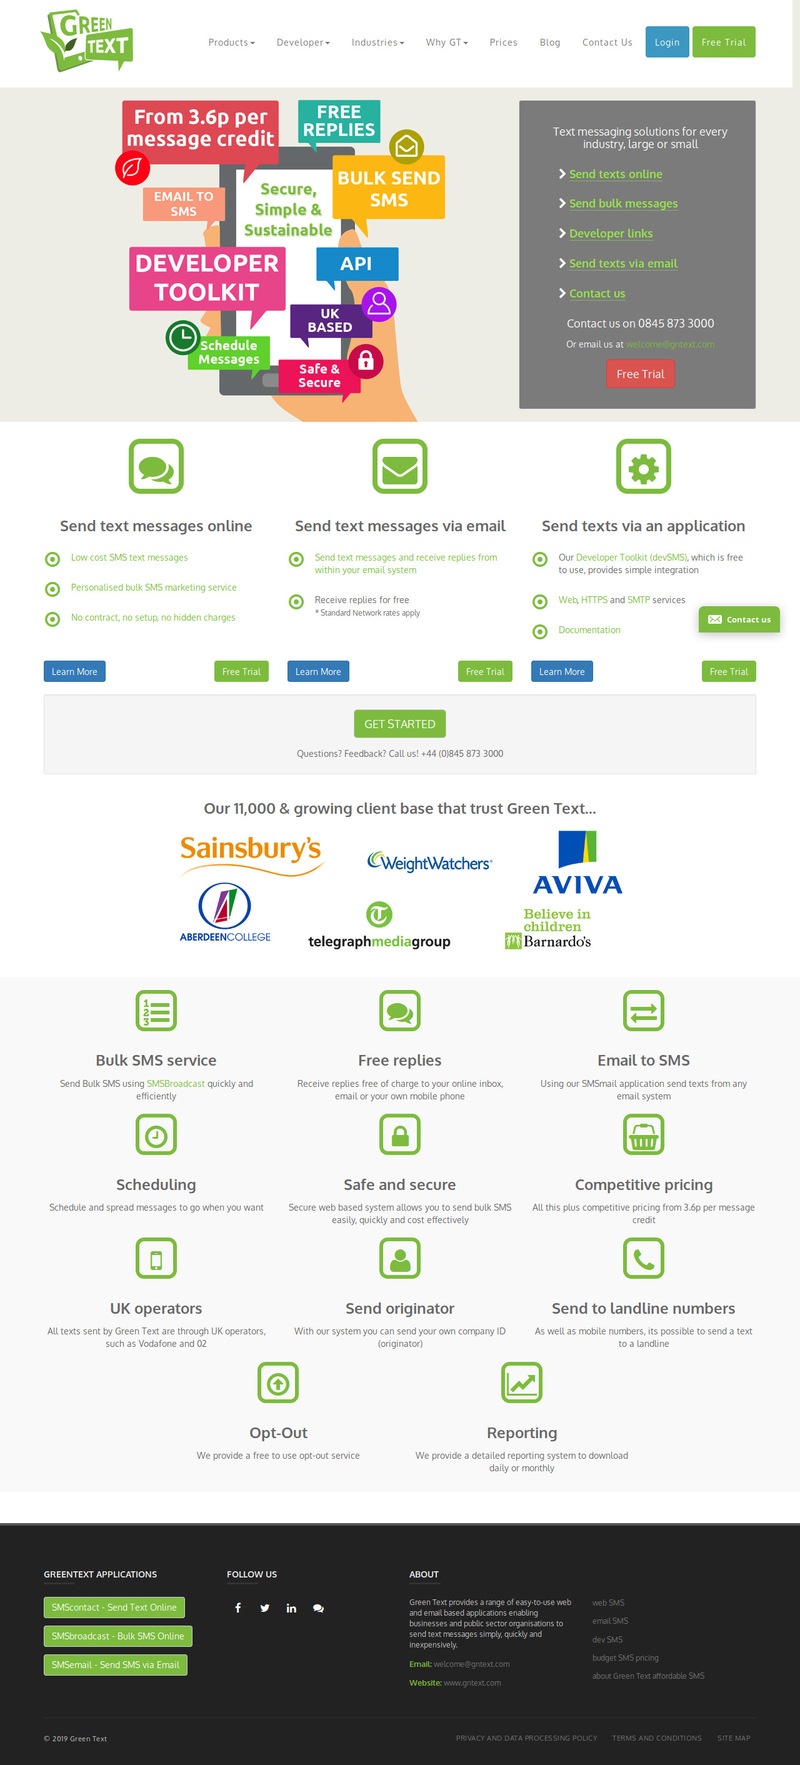 GREEN
TEXT
Products
Developer
Industries
Why GT
Prices
Blog
Contact Us
Login
Free Trial
From 3.6p per
message credit
FREE
REPLIES
EMAIL TO
SMS
Secure,
Simple &
Sustainable
BULK SEND
SMS
DEVELOPER
TOOLKIT
API
UK
BASED
Schedule
Messages
Safe &
Secure
Text messaging solutions for every
industry, large or small
Send texts online
Send bulk messages
Developer links
Send texts via email
Contact us
Contact us on 0845 873 3000
Or email us at welcome@gntext.com
Free Trial
Send text messages online
Low cost SMS text messages
Personalised bulk SMS marketing service
No contract, no setup, no hidden charges
Learn More
Free Trial
Send text messages via email
Send text messages and receive replies from
within your email system
Receive replies for free
* Standard Network rates apply
Learn More
Free Trial
Send texts via an application
Our Developer Toolkit (devSMS), which is free
to use, provides simple integration
Web, HTTPS and SMTP services
Documentation
Learn More
Free Trial
Contact us
GET STARTED
Questions? Feedback? Call us! +44 (0)845 873 3000
Our 11,000 & growing client base that trust Green Text...
Sainsbury's
WeightWatchers
AVIVA
ABERDEENCOLLEGE
telegraphmediagroup
Believe in
children
Barnardo's
1
2
3
Bulk SMS service
Send Bulk SMS using SMSBroadcast quickly and
efficiently
Free replies
Receive replies free of charge to your online inbox,
email or your own mobile phone
Email to SMS
Using our SMSmail application send texts from any
email system
Scheduling
Schedule and spread messages to go when you want
Safe and secure
Secure web based system allows you to send bulk SMS
easily, quickly and cost effectively
Competitive pricing
All this plus competitive pricing from 3.6p per message
credit
UK operators
All texts sent by Green Text are through UK operators,
such as Vodafone and 02
Send originator
With our system you can send your own company ID
(originator)
Send to landline numbers
As well as mobile numbers, its possible to send a text
to a landline
Opt-Out
We provide a free to use opt-out service
Reporting
We provide a detailed reporting system to download
daily or monthly
GREENTEXT APPLICATIONS
SMScontact - Send Text Online
SMSbroadcast - Bulk SMS Online
SMSemail - Send SMS via Email
FOLLOW US
ABOUT
Green Text provides a range of easy-to-use web
and email based applications enabling
businesses and public sector organisations to
send text messages simply, quickly and
inexpensively.
Email: welcome@gntext.com
Website: www.gntext.com
web SMS
email SMS
dev SMS
budget SMS pricing
about Green Text affordable SMS
© 2019 Green Text
PRIVACY AND DATA PROCESSING POLICY
TERMS AND CONDITIONS
SITE MAP